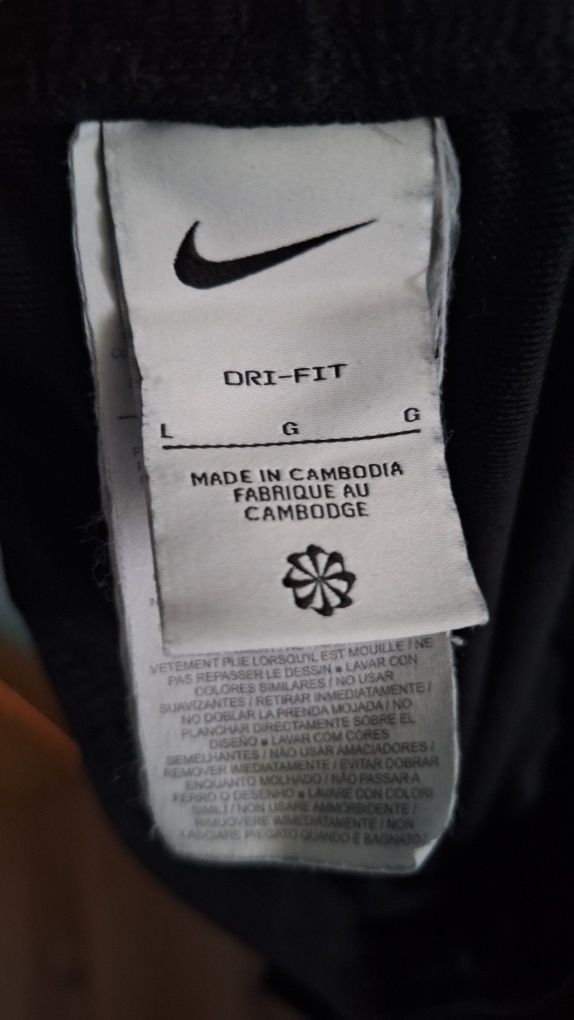 DRI-FIT
L G G
MADE IN CAMBODIA
FABRIQUE AU
CAMBODGE
VETEMENT PLIE LORSQU'IL EST MOUILLE / NE
PAS REPASSER LE DESSIN ■ LAVAR CON
COLORES SIMILARES / NO USAR
SUAVIZANTES / RETIRAR INMEDIATAMENTE /
NO DOBLAR LA PRENDA MOJADA / NO
PLANCHAR DIRECTAMENTE SOBRE EL
DISEÑO ■ LAVAR COM CORES
SEMELHANTES / NÃO USAR AMACIADORES /
REMOVER IMEDIATAMENTE / EVITAR DOBRAR
ENQUANTO MOLHADO / NÃO PASSAR A
FERRO O DESENHO ■ LAVARE CON COLORI
SIMILI / NON USARE AMMORBIDENTE /
RIMUOVERE IMMEDIATAMENTE / NON
LASCIARE PIEGATO QUANDO È BAGNATO /